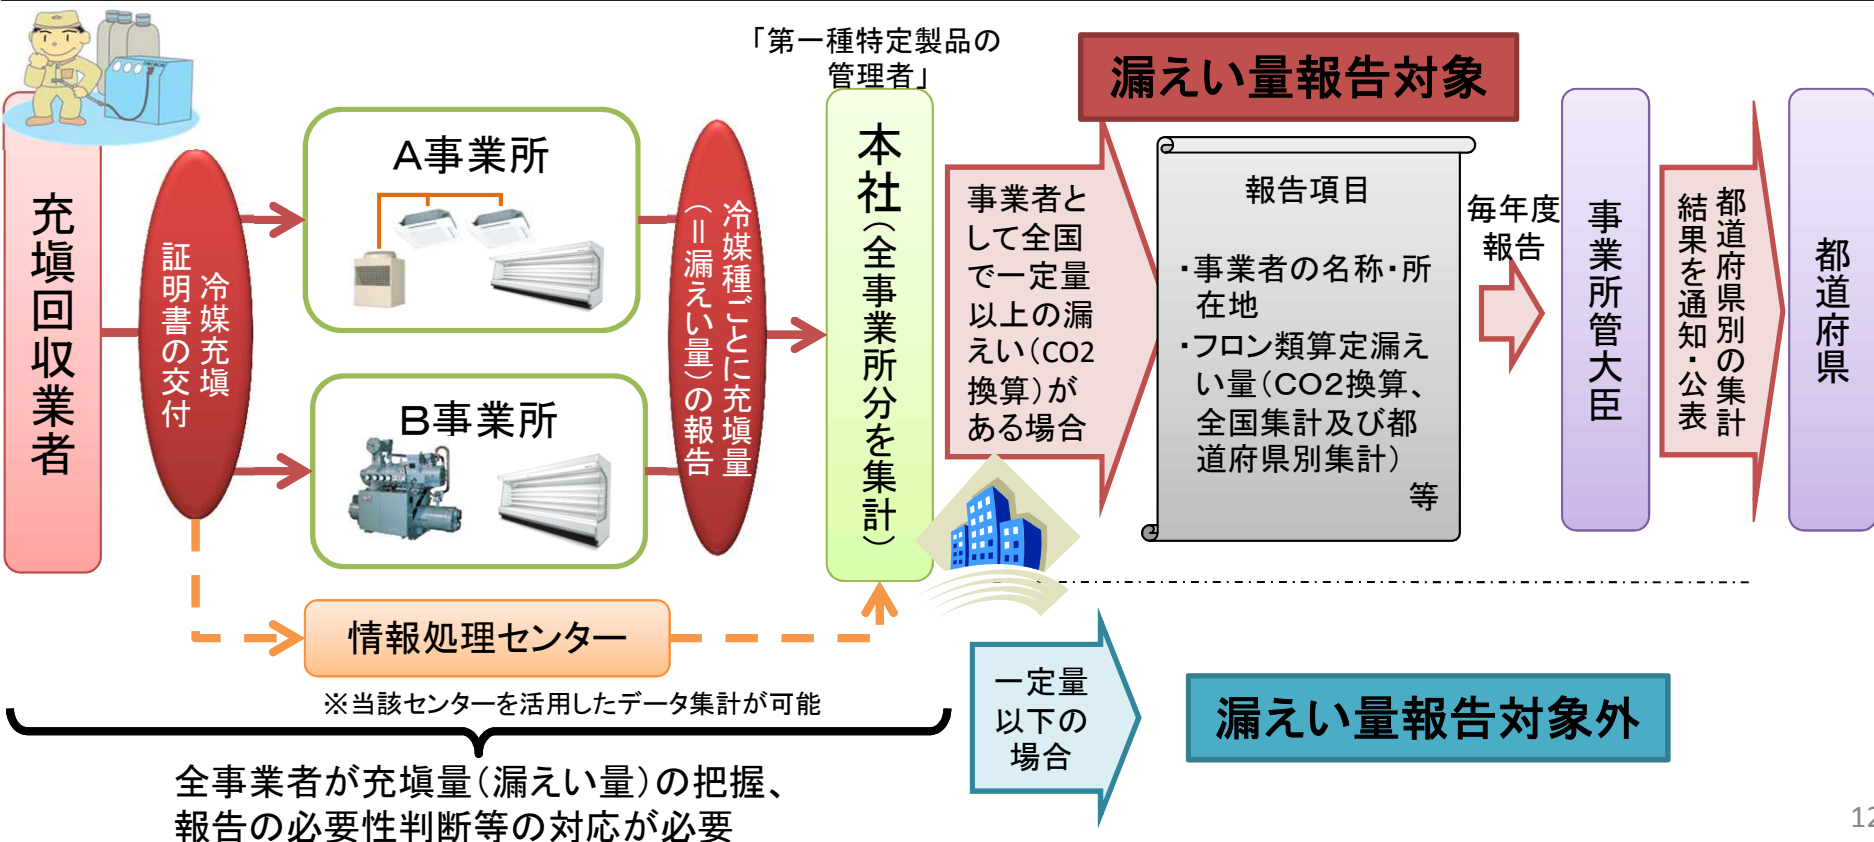 「第一種特定製品の
管理者」
漏えい量報告対象
充塡回収業者
冷媒充塡
証明書の交付
A事業所
B事業所
冷媒種ごとに充塡量
(=漏えい量)の報告
本社(全事業所分を集計)
事業者と
して全国
で一定量
以上の漏
えい(CO2
換算)が
ある場合
報告項目
・事業者の名称・所
在地
・フロン類算定漏え
い量(CO2換算、
全国集計及び都
道府県別集計)
等
毎年度
報告
事業所管大臣
都道府県別の集計
結果を通知・公表
都道府県
情報処理センター
※当該センターを活用したデータ集計が可能
全事業者が充塡量(漏えい量)の把握、
報告の必要性判断等の対応が必要
一定量
以下の
場合
漏えい量報告対象外
12